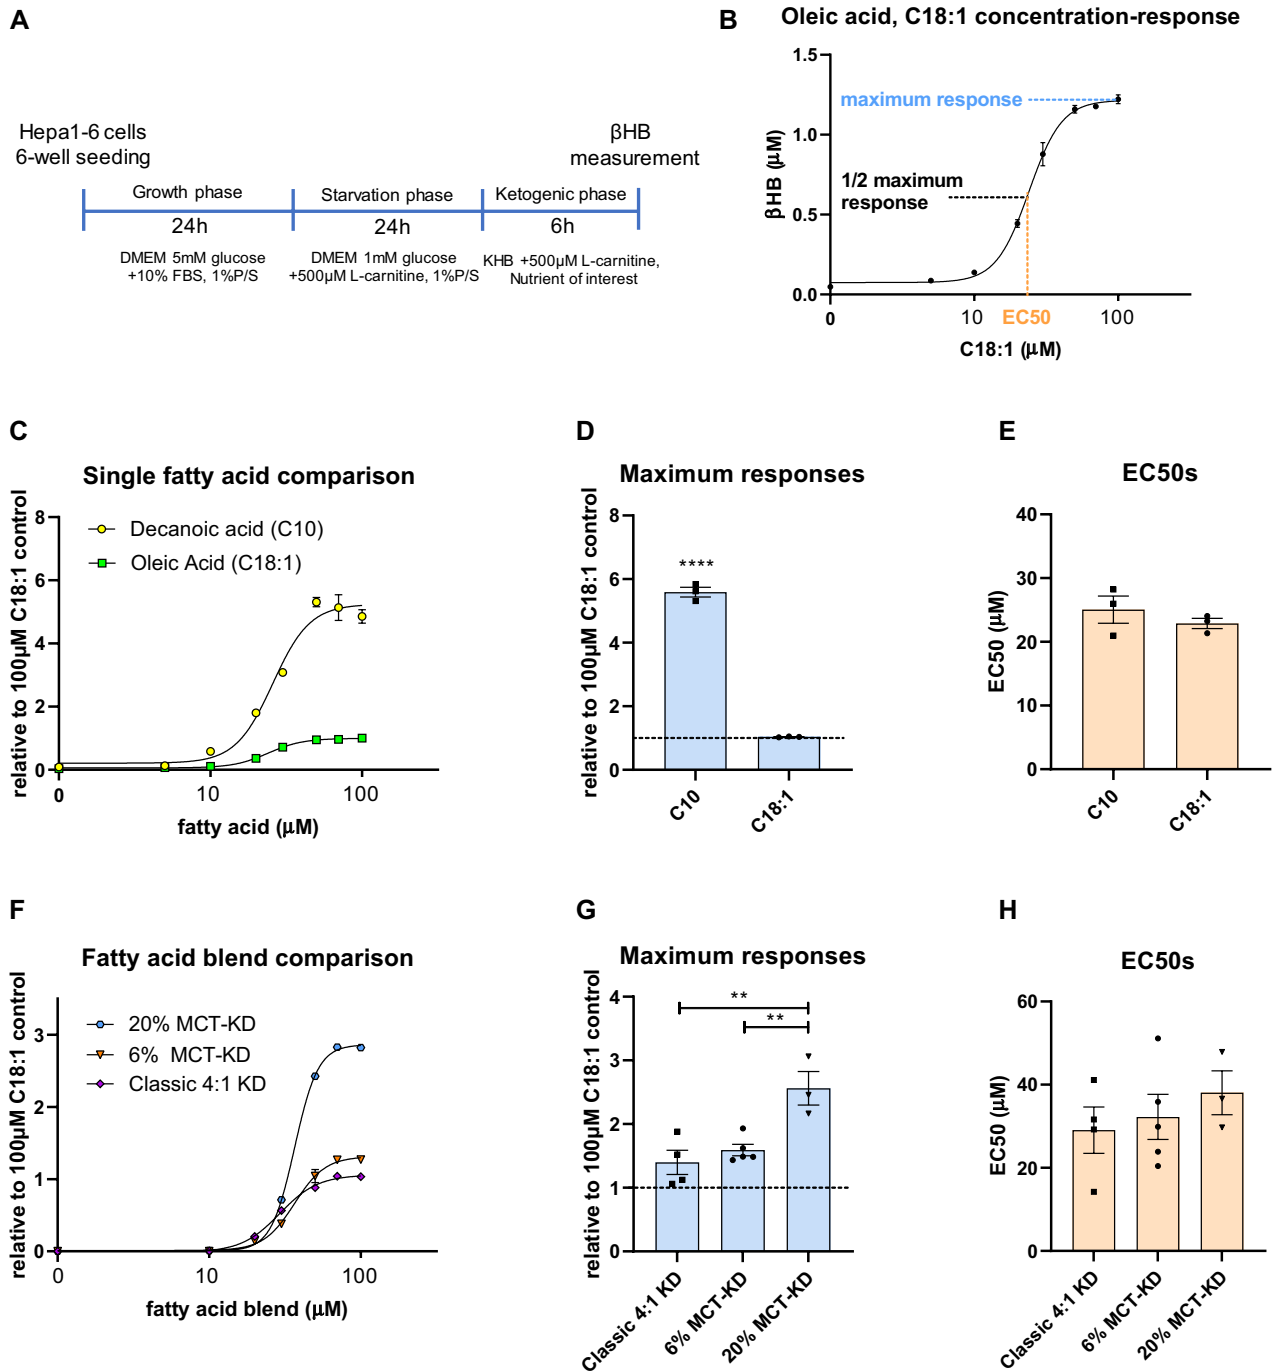 A
Hepa1-6 cells
6-well seeding
βHB
measurement
Growth phase
Starvation phase
Ketogenic phase
24h
24h
6h
DMEM 5mM glucose
+10% FBS, 1%P/S
DMEM 1mM glucose
+500µM L-carnitine, 1%P/S
KHB +500µM L-carnitine,
Nutrient of interest
B
Oleic acid, C18:1 concentration-response
βHB (µM)
1.5
1.0
0.5
0.0
maximum response
1/2 maximum
response
0
10
EC50
100
C18:1 (µM)
C
Single fatty acid comparison
relative to 100µM C18:1 control
8
6
4
2
0
Decanoic acid (C10)
Oleic Acid (C18:1)
0
10
100
fatty acid (µM)
D
Maximum responses
relative to 100µM C18:1 control
8
6
4
2
0
****
C10
C18:1
E
EC50s
EC50 (µM)
40
30
20
10
0
C10
C18:1
F
Fatty acid blend comparison
relative to 100µM C18:1 control
3
2
1
0
20% MCT-KD
6% MCT-KD
Classic 4:1 KD
0
10
100
fatty acid blend (µM)
G
Maximum responses
relative to 100µM C18:1 control
4
3
2
1
0
**
**
Classic 4:1 KD
6% MCT-KD
20% MCT-KD
H
EC50s
EC50 (µM)
60
40
20
0
Classic 4:1 KD
6% MCT-KD
20% MCT-KD